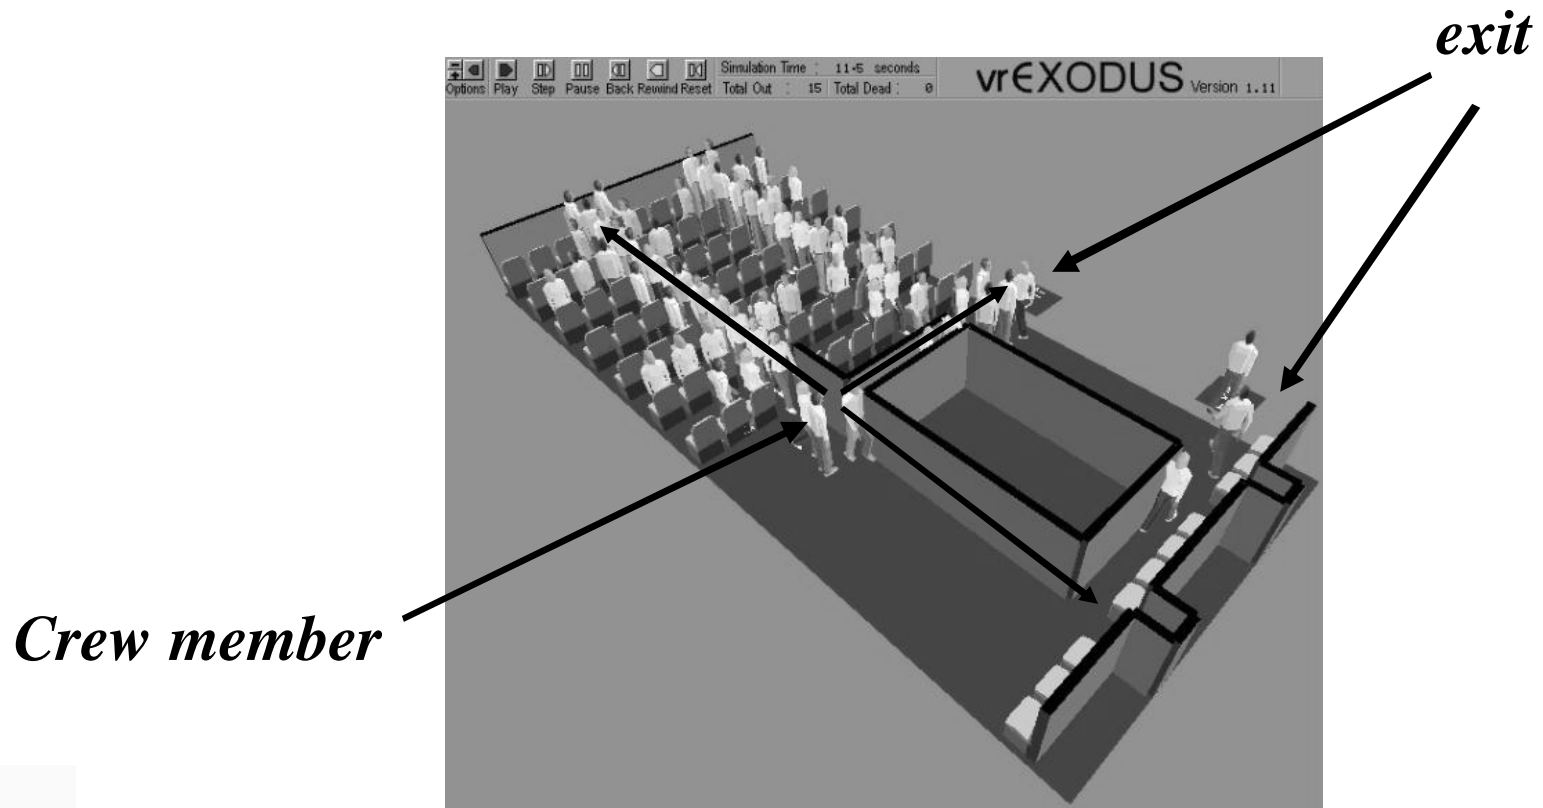 exit
Simulation Time : 11.5 seconds
vrEXODUS Version 1.11
Options Play Step Pause Back Rewind Reset Total Out : 15 Total Dead : 0
Crew member